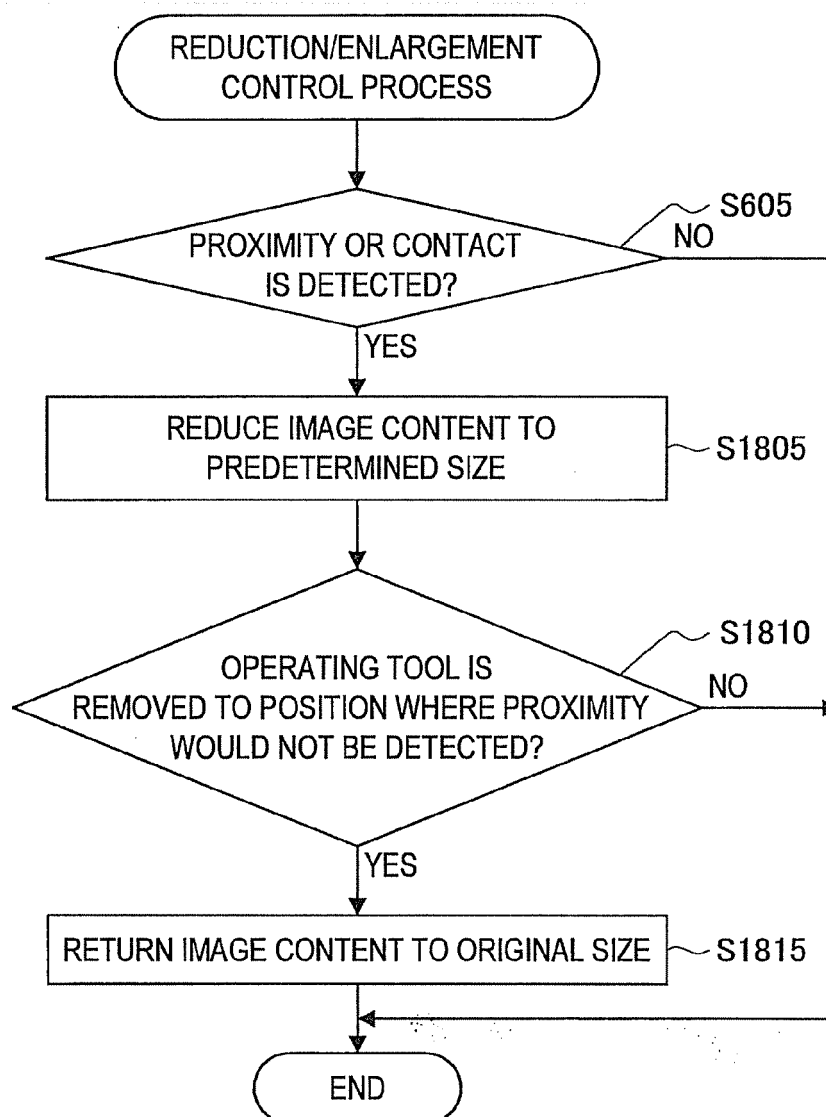 REDUCTION/ENLARGEMENT
CONTROL PROCESS
S605
PROXIMITY OR CONTACT
IS DETECTED?
NO
YES
REDUCE IMAGE CONTENT TO
PREDETERMINED SIZE
S1805
S1810
OPERATING TOOL IS
REMOVED TO POSITION WHERE PROXIMITY
WOULD NOT BE DETECTED?
NO
YES
RETURN IMAGE CONTENT TO ORIGINAL SIZE
S1815
END